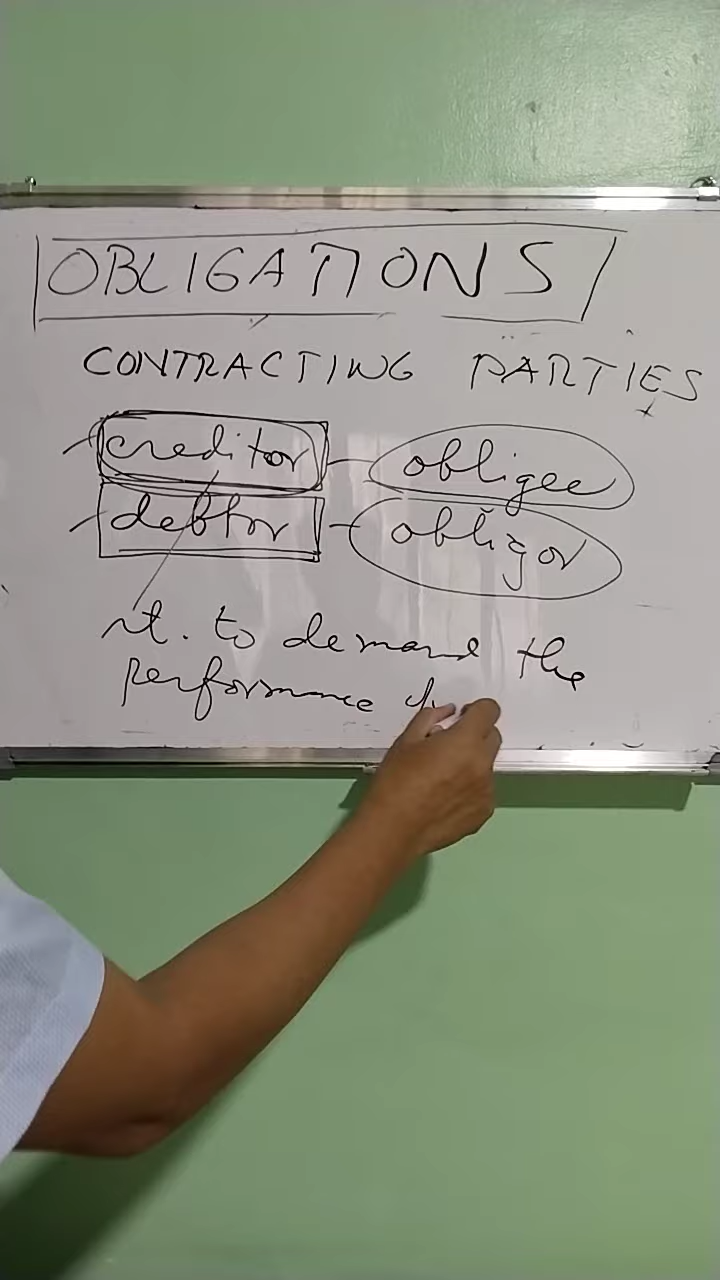 OBLIGATIONS
CONTRACTING PARTIES
creditor - obligee
debtor - obligor
rt. to demand the
performance